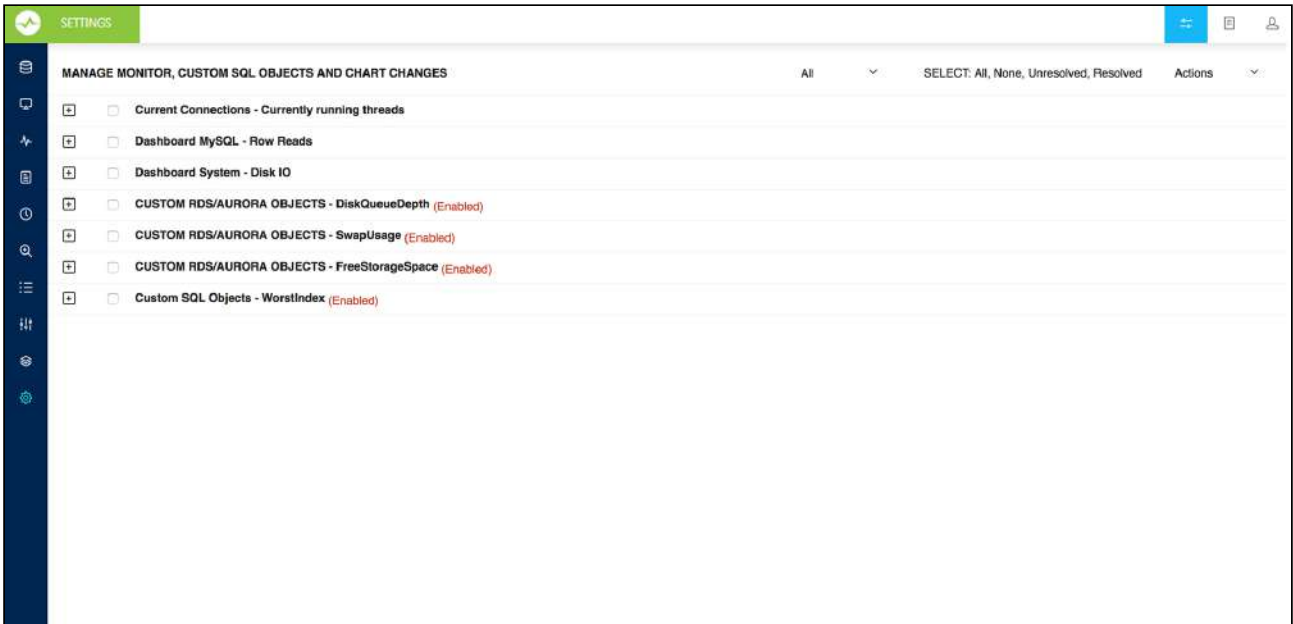 SETTINGS
MANAGE MONITOR, CUSTOM SQL OBJECTS AND CHART CHANGES All SELECT: All, None, Unresolved, Resolved Actions
Current Connections - Currently running threads
Dashboard MySQL - Row Reads
Dashboard System - Disk IO
CUSTOM RDS/AURORA OBJECTS - DiskQueueDepth (Enabled)
CUSTOM RDS/AURORA OBJECTS - SwapUsage (Enabled)
CUSTOM RDS/AURORA OBJECTS - FreeStorageSpace (Enabled)
Custom SQL Objects - WorstIndex (Enabled)